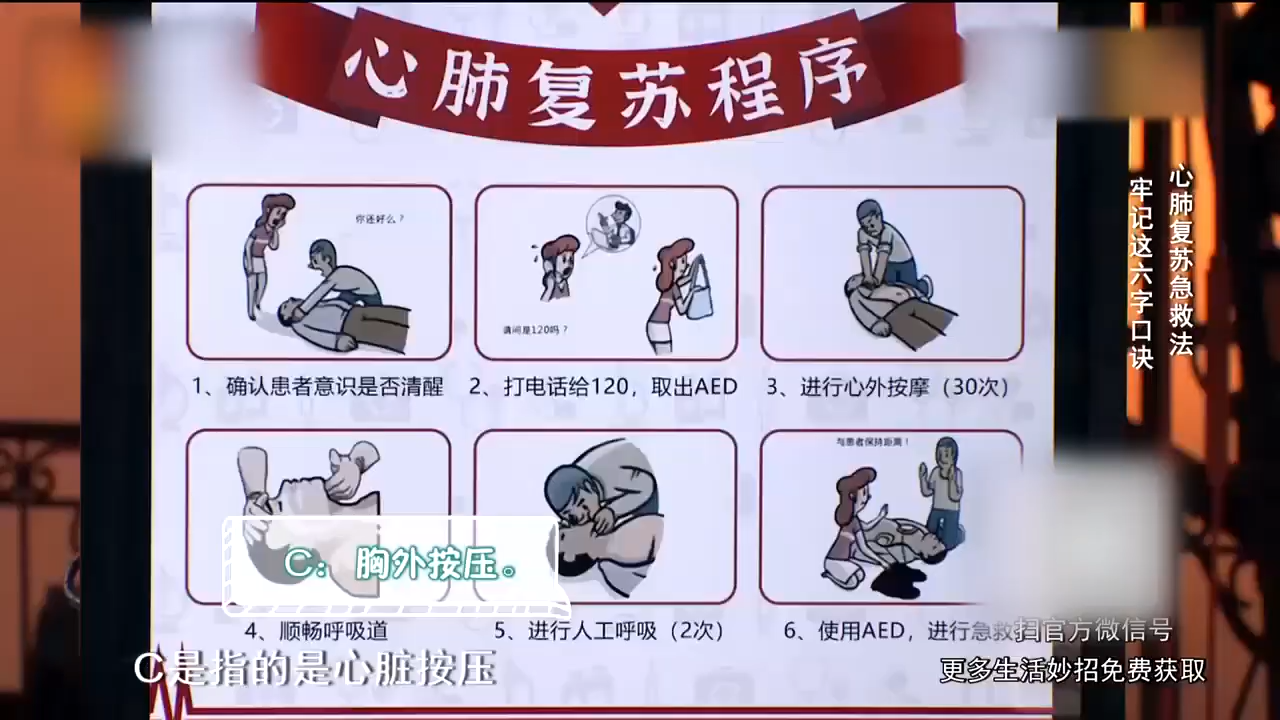 心肺复苏程序
心肺复苏急救法
牢记这六字口诀
你还好么？
请问是120吗？
1、确认患者意识是否清醒
2、打电话给120，取出AED
3、进行心外按摩（30次）
与患者保持距离！
C：胸外按压。
4、顺畅呼吸道
5、进行人工呼吸（2次）
6、使用AED，进行急救
扫官方微信号
C是指的是心脏按压
更多生活妙招免费获取